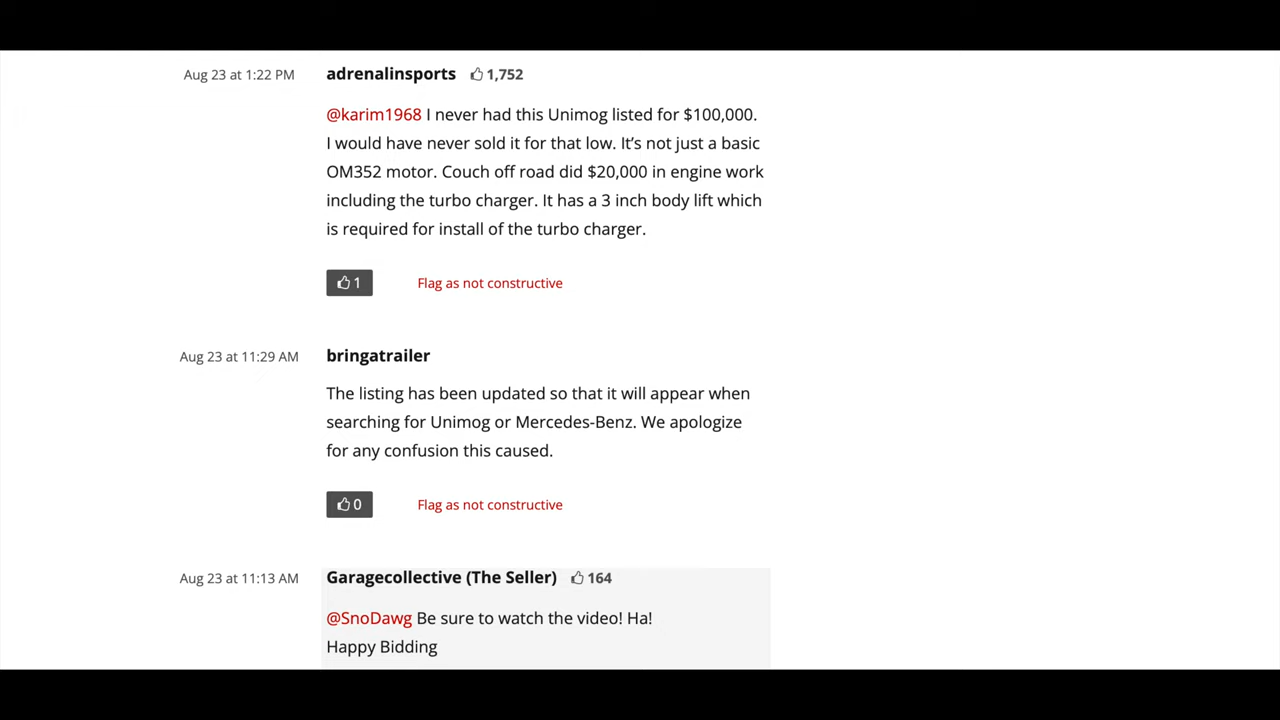 Aug 23 at 1:22 PM
adrenalinsports 1,752
@karim1968 I never had this Unimog listed for $100,000.
I would have never sold it for that low. It’s not just a basic
OM352 motor. Couch off road did $20,000 in engine work
including the turbo charger. It has a 3 inch body lift which
is required for install of the turbo charger.
1 Flag as not constructive
Aug 23 at 11:29 AM
bringatrailer
The listing has been updated so that it will appear when
searching for Unimog or Mercedes-Benz. We apologize
for any confusion this caused.
0 Flag as not constructive
Aug 23 at 11:13 AM
Garagecollective (The Seller) 164
@SnoDawg Be sure to watch the video! Ha!
Happy Bidding